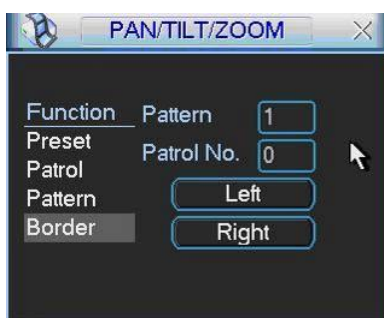 PAN/TILT/ZOOM
Function
Preset
Patrol
Pattern
Border
Pattern 1
Patrol No. 0
Left
Right